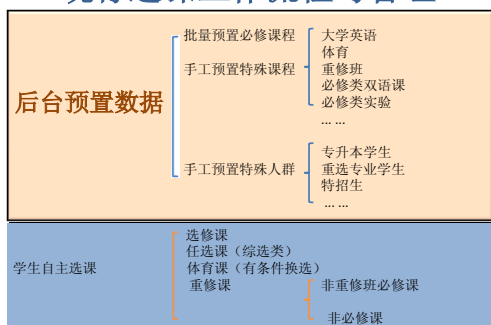 批量预置必修课程
大学英语
体育
手工预置特殊课程
重修班
必修类双语课
必修类实验
... ...
后台预置数据
手工预置特殊人群
专升本学生
重选专业学生
特招生
... ...
选修课
任选课（综选类）
学生自主选课
体育课（有条件换选）
重修课
非重修班必修课
非必修课